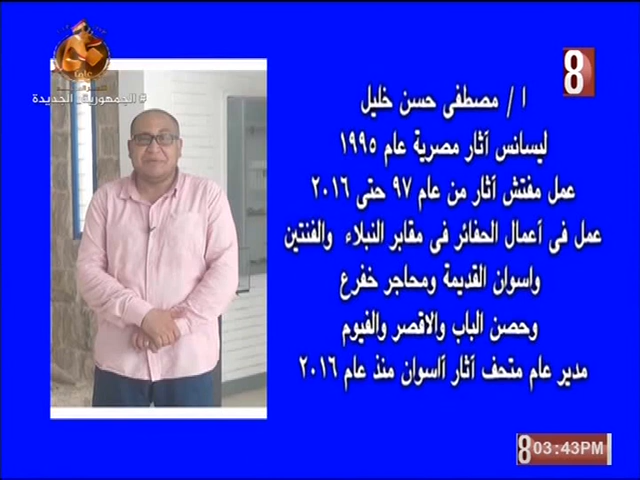 #الجمهورية_الجديدة
8
ا / مصطفى حسن خليل
ليسانس آثار مصرية عام ١٩٩٥
عمل مفتش آثار من عام ٩٧ حتى ٢٠١٦
عمل فى أعمال الحفائر فى مقابر النبلاء والفنتين
واسوان القديمة ومحاجر خفرع
وحصن الباب والاقصر والفيوم
مدير عام متحف آثار أسوان منذ عام ٢٠١٦
8 03:43PM